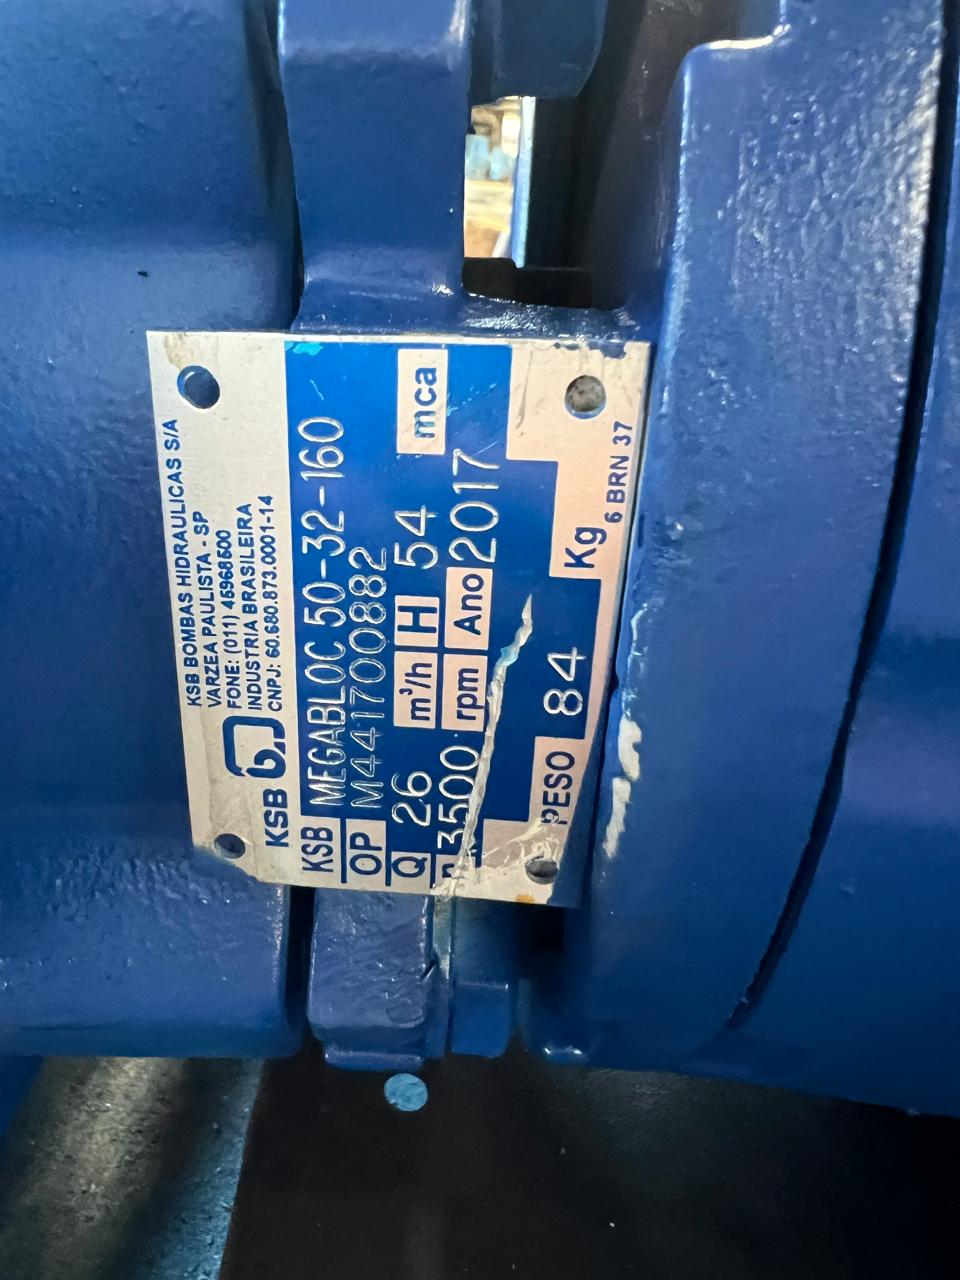 KSB BOMBAS HIDRAULICAS S/A
VARZEA PAULISTA - SP
FONE: (011) 45968500
INDUSTRIA BRASILEIRA
CNPJ: 60.680.873.0001-14
KSB
KSB MEGABLOC 50-32-160
OP M441700882
Q 26 m³/h H 54 mca
n 3500 rpm Ano 2017
PESO 84 Kg
6 BRN 37